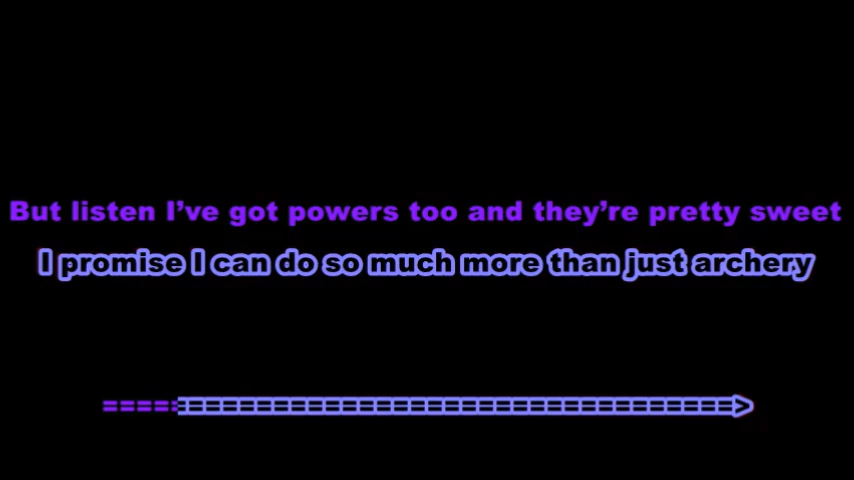 But listen I’ve got powers too and they’re pretty sweet
I promise I can do so much more than just archery
======================================>